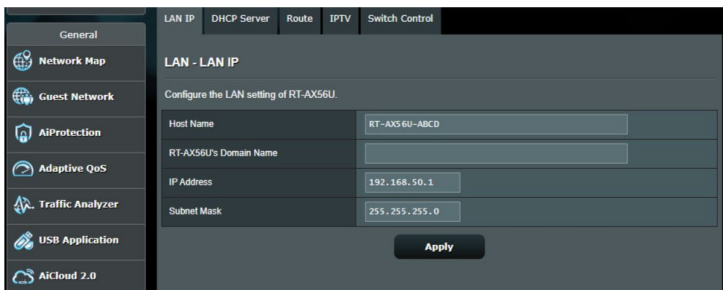 General
Network Map
Guest Network
AiProtection
Adaptive QoS
Traffic Analyzer
USB Application
AiCloud 2.0
LAN IP DHCP Server Route IPTV Switch Control
LAN - LAN IP
Configure the LAN setting of RT-AX56U.
Host Name RT-AX56U-ABCD
RT-AX56U's Domain Name
IP Address 192.168.50.1
Subnet Mask 255.255.255.0
Apply